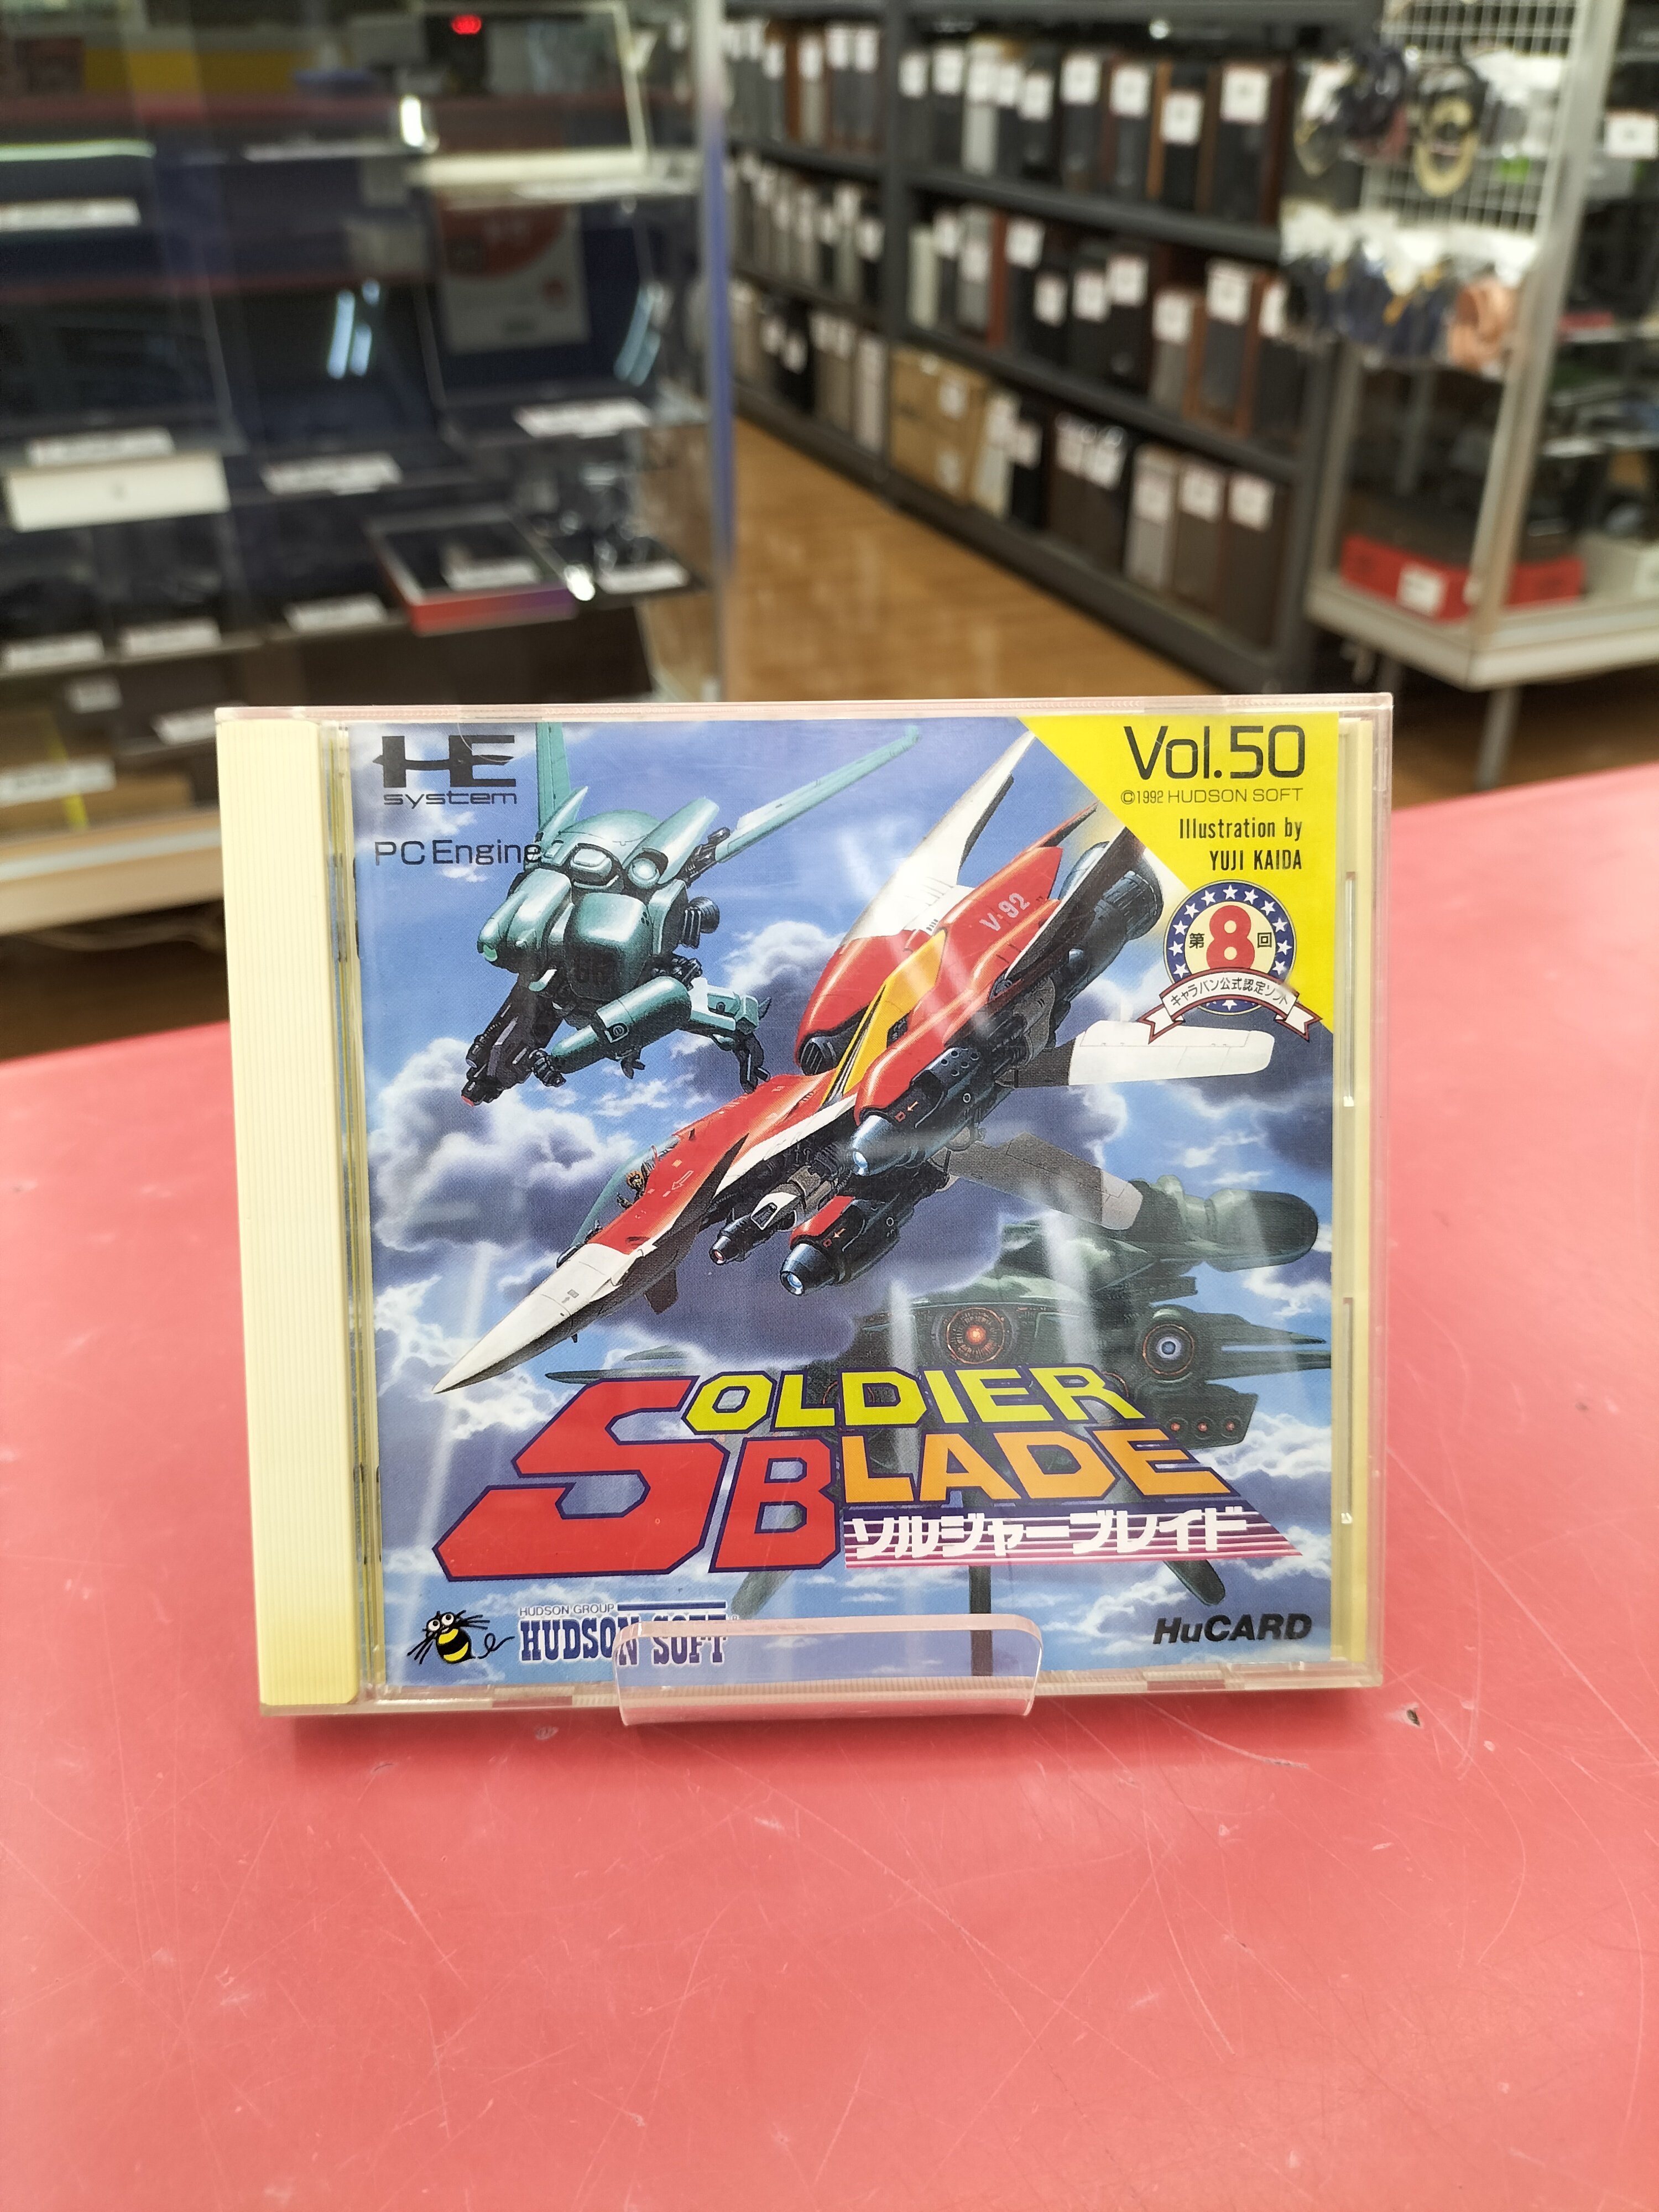 HE
system
PC Engine
Vol.50
©1992 HUDSON SOFT
Illustration by
YUJI KAIDA
第8回
キャラバン公式認定ソフト
V-92
SOLDIER
BLADE
ソルジャーブレイド
HUDSON GROUP
HUDSON SOFT
HuCARD